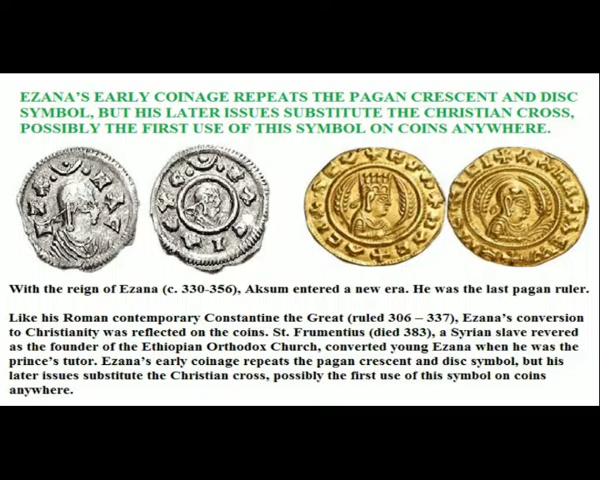 EZANA'S EARLY COINAGE REPEATS THE PAGAN CRESCENT AND DISC
SYMBOL, BUT HIS LATER ISSUES SUBSTITUTE THE CHRISTIAN CROSS,
POSSIBLY THE FIRST USE OF THIS SYMBOL ON COINS ANYWHERE.
With the reign of Ezana (c. 330-356), Aksum entered a new era. He was the last pagan ruler.
Like his Roman contemporary Constantine the Great (ruled 306 – 337), Ezana's conversion
to Christianity was reflected on the coins. St. Frumentius (died 383), a Syrian slave revered
as the founder of the Ethiopian Orthodox Church, converted young Ezana when he was the
prince's tutor. Ezana's early coinage repeats the pagan crescent and disc symbol, but his
later issues substitute the Christian cross, possibly the first use of this symbol on coins
anywhere.